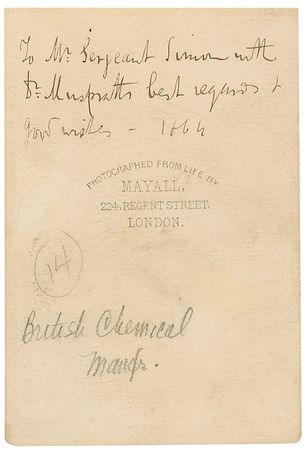 To Mr. Sergeant Simon with
Dr. Muspratts best regards &
good wishes - 1864
PHOTOGRAPHED FROM LIFE BY
MAYALL,
224, REGENT STREET,
LONDON.
14
British Chemical
Manfr.